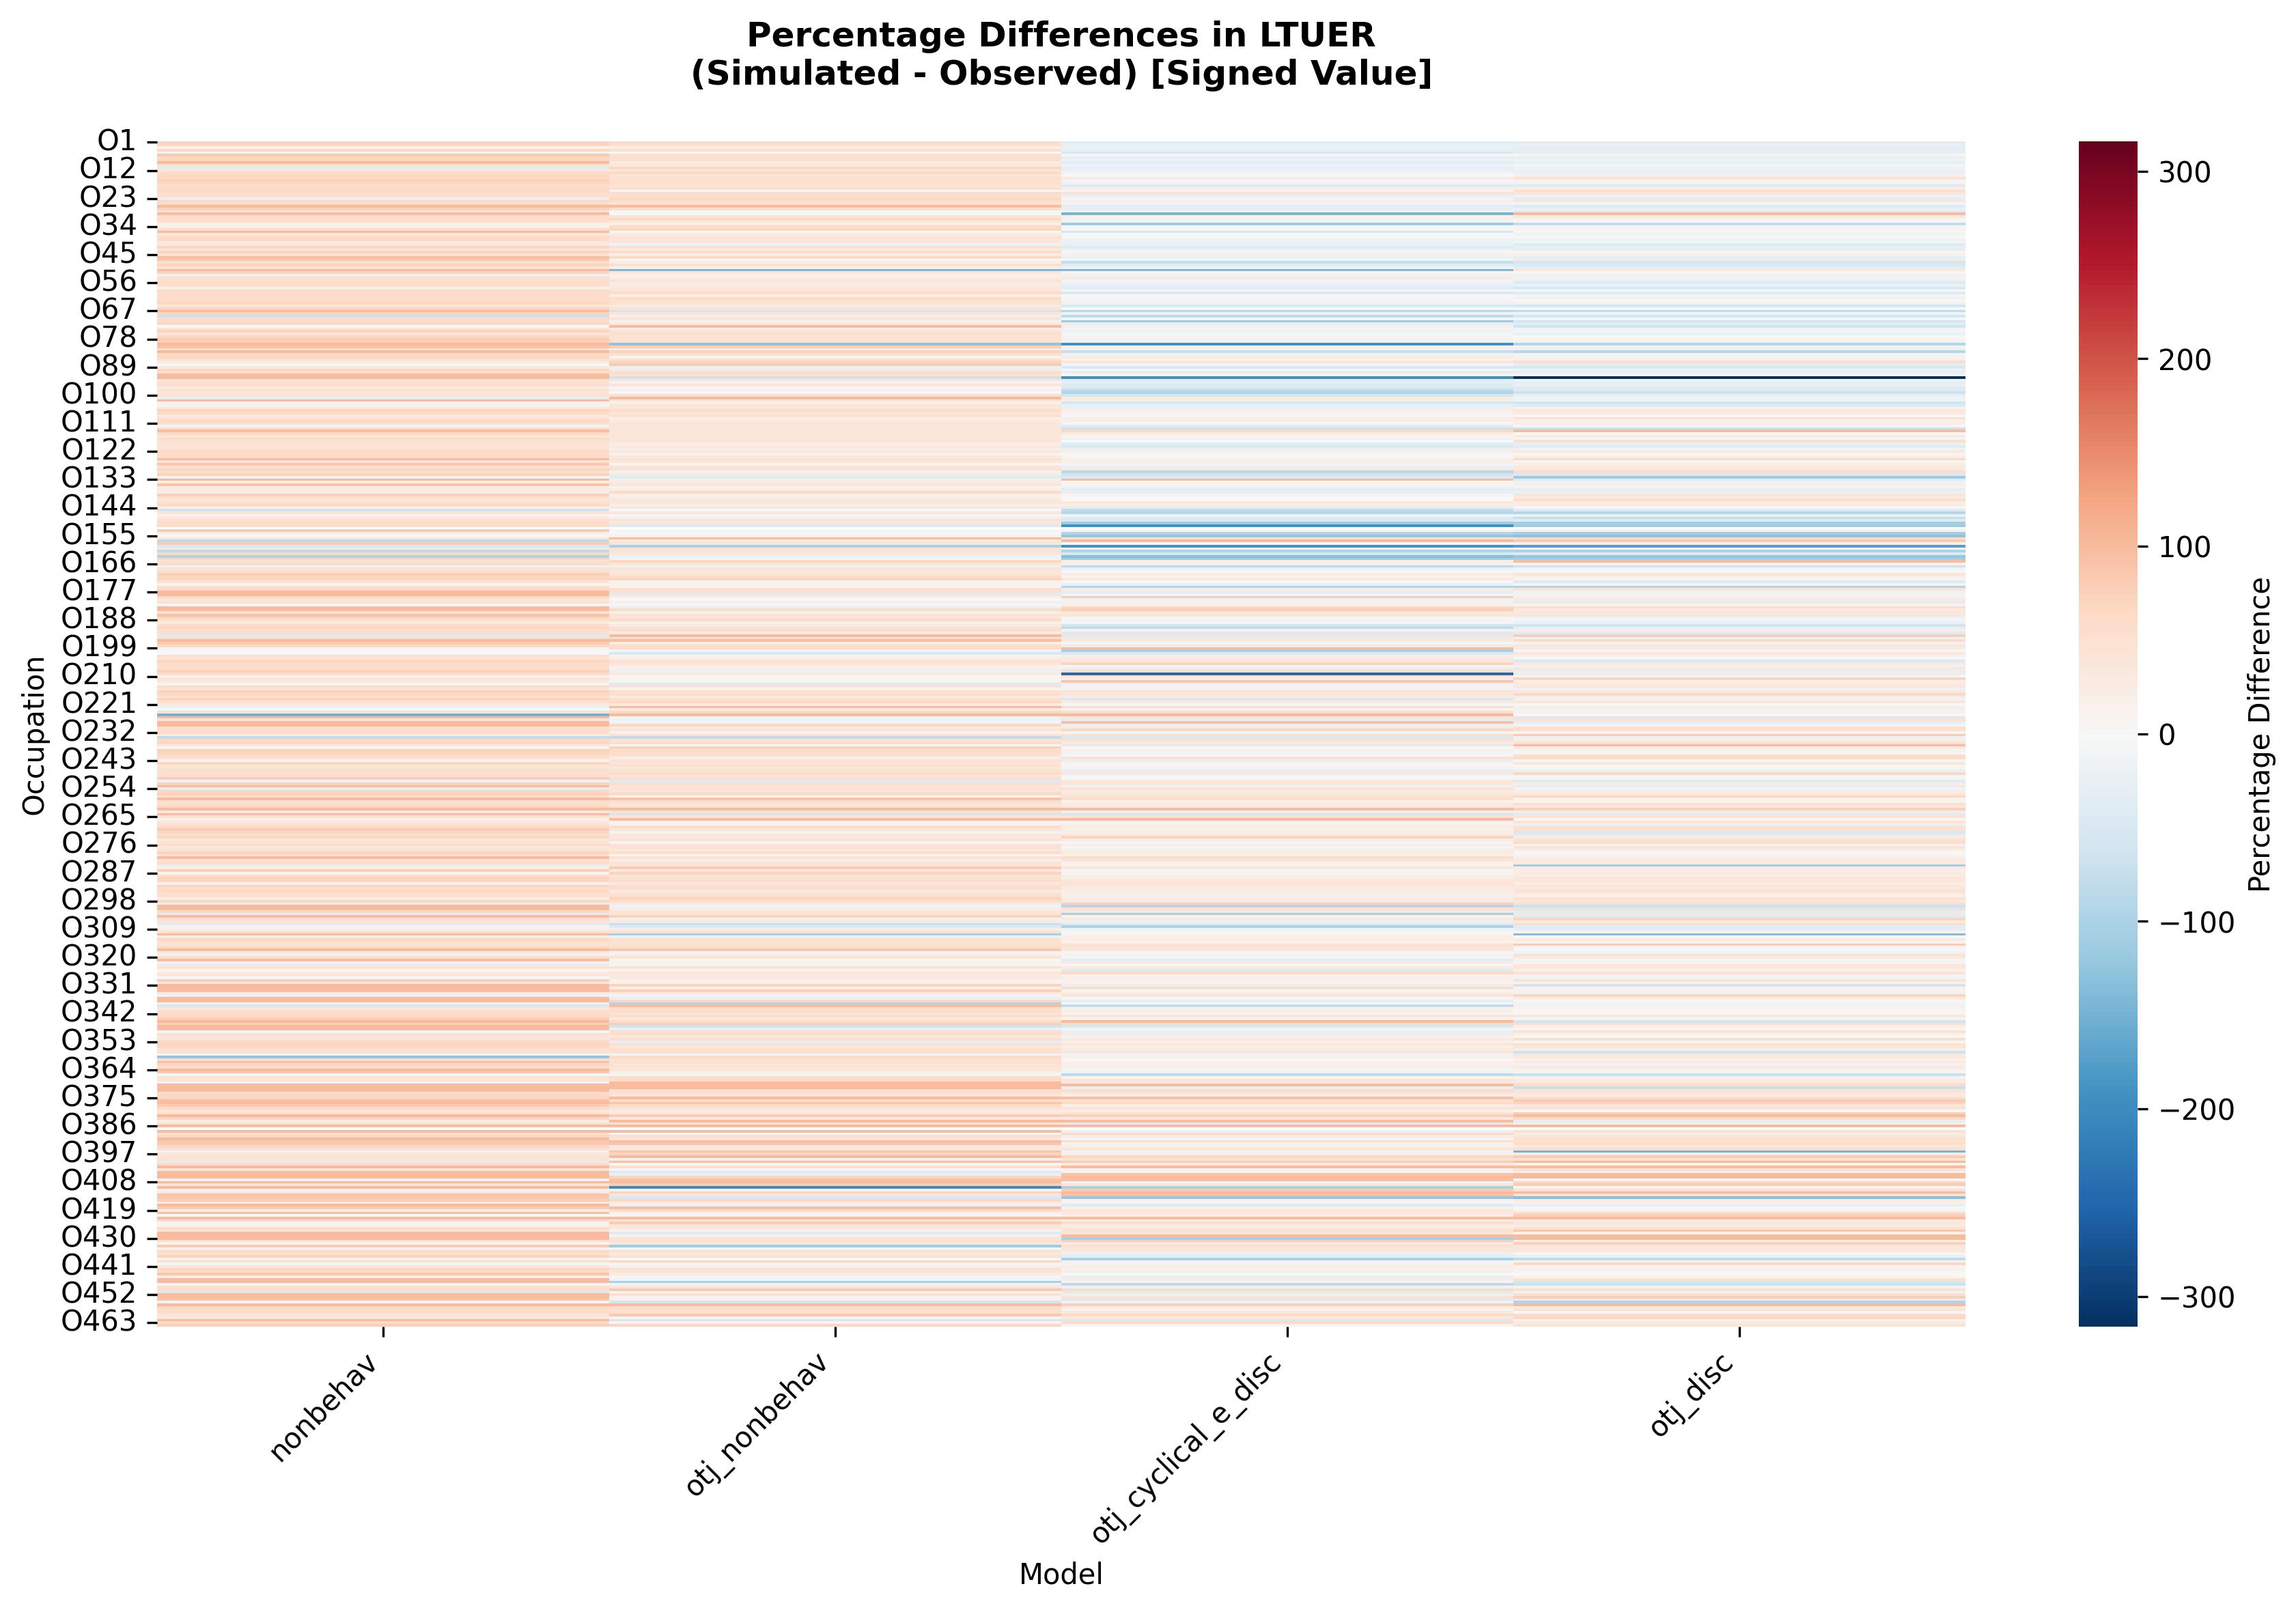 Percentage Differences in LTUER
(Simulated - Observed) [Signed Value]
Occupation
O1
O12
O23
O34
O45
O56
O67
O78
O89
O100
O111
O122
O133
O144
O155
O166
O177
O188
O199
O210
O221
O232
O243
O254
O265
O276
O287
O298
O309
O320
O331
O342
O353
O364
O375
O386
O397
O408
O419
O430
O441
O452
O463
nonbehav
otj_nonbehav
otj_cyclical_e_disc
otj_disc
Model
300
200
100
0
−100
−200
−300
Percentage Difference